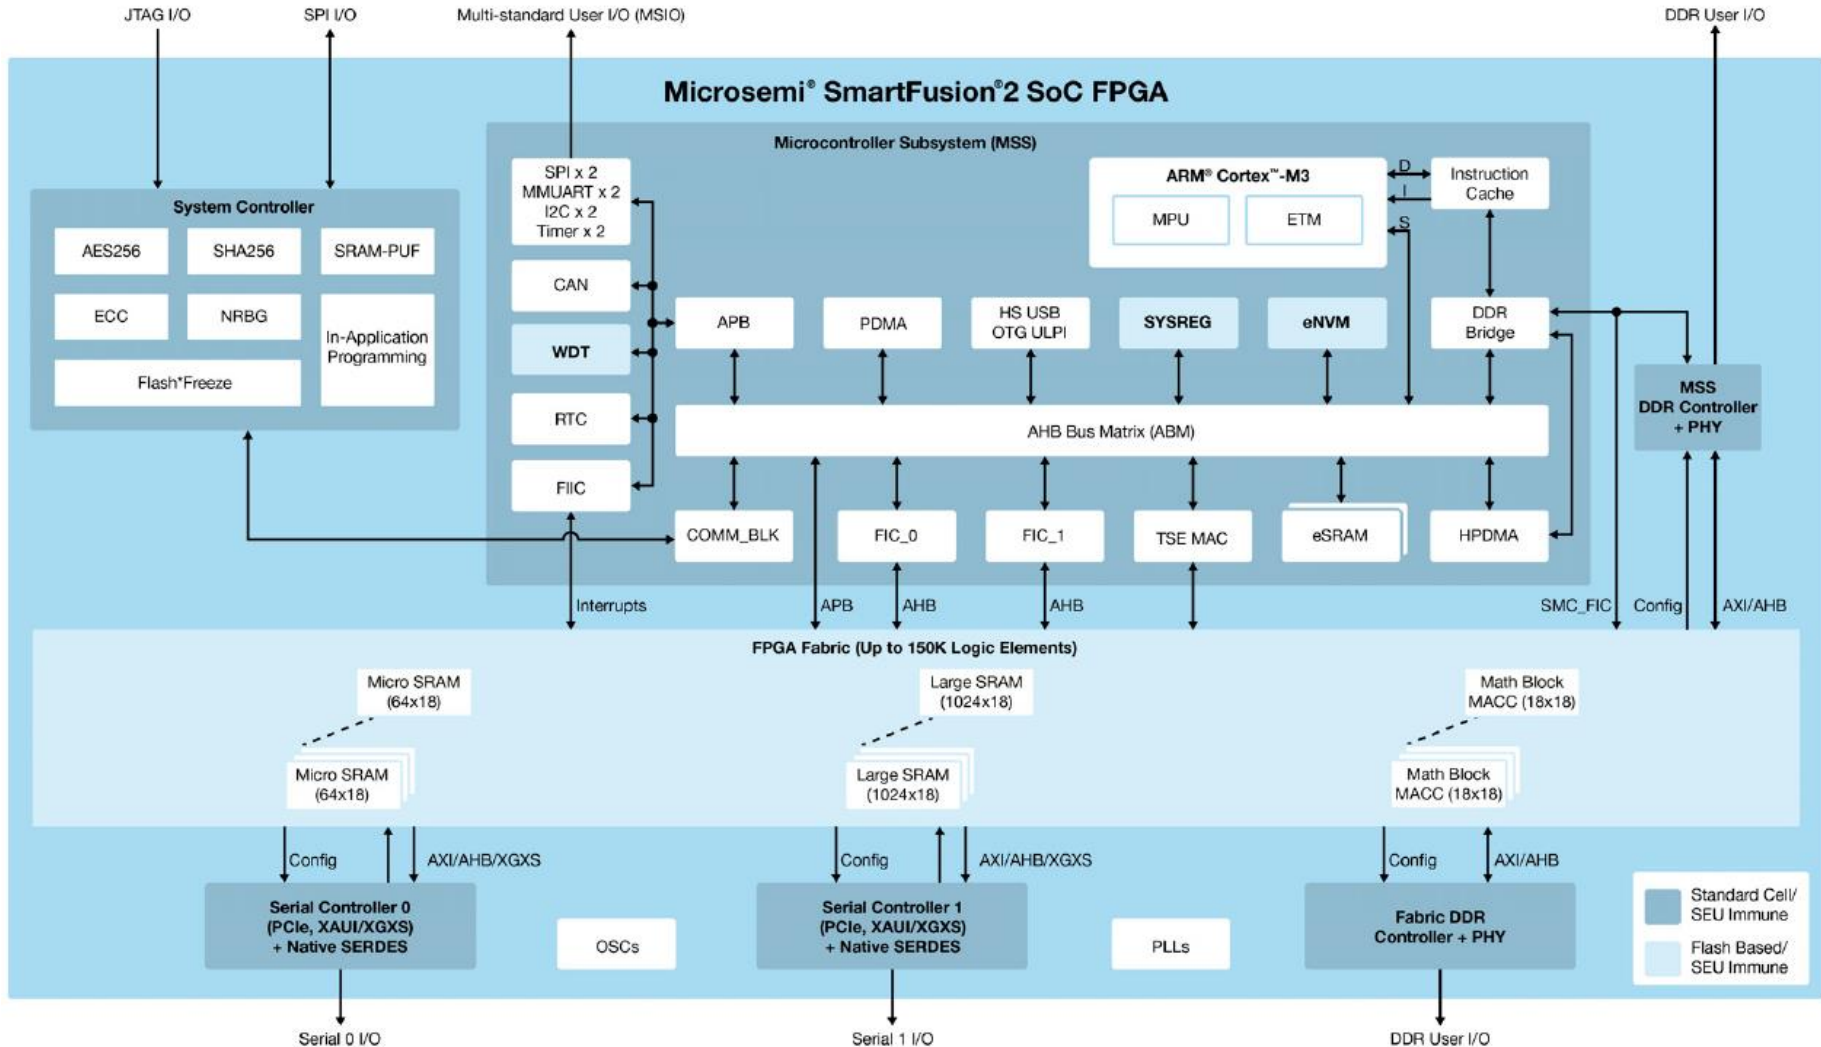 JTAG I/O
SPI I/O
Multi-standard User I/O (MSIO)
DDR User I/O
Microsemi® SmartFusion®2 SoC FPGA
Microcontroller Subsystem (MSS)
System Controller
AES256
SHA256
SRAM-PUF
ECC
NRBG
In-Application
Programming
Flash*Freeze
SPI x 2
MMUART x 2
I2C x 2
Timer x 2
CAN
WDT
RTC
FIIC
ARM® Cortex™-M3
MPU
ETM
D
I
S
Instruction
Cache
APB
PDMA
HS USB
OTG ULPI
SYSREG
eNVM
DDR
Bridge
MSS
DDR Controller
+ PHY
AHB Bus Matrix (ABM)
COMM_BLK
FIC_0
FIC_1
TSE MAC
eSRAM
HPDMA
Interrupts
APB
AHB
AHB
SMC_FIC
Config
AXI/AHB
FPGA Fabric (Up to 150K Logic Elements)
Micro SRAM
(64x18)
Large SRAM
(1024x18)
Math Block
MACC (18x18)
Micro SRAM
(64x18)
Large SRAM
(1024x18)
Math Block
MACC (18x18)
Config
AXI/AHB/XGXS
Config
AXI/AHB/XGXS
Config
AXI/AHB
Serial Controller 0
(PCIe, XAUI/XGXS)
+ Native SERDES
OSCs
Serial Controller 1
(PCIe, XAUI/XGXS)
+ Native SERDES
PLLs
Fabric DDR
Controller + PHY
Standard Cell/
SEU Immune
Flash Based/
SEU Immune
Serial 0 I/O
Serial 1 I/O
DDR User I/O